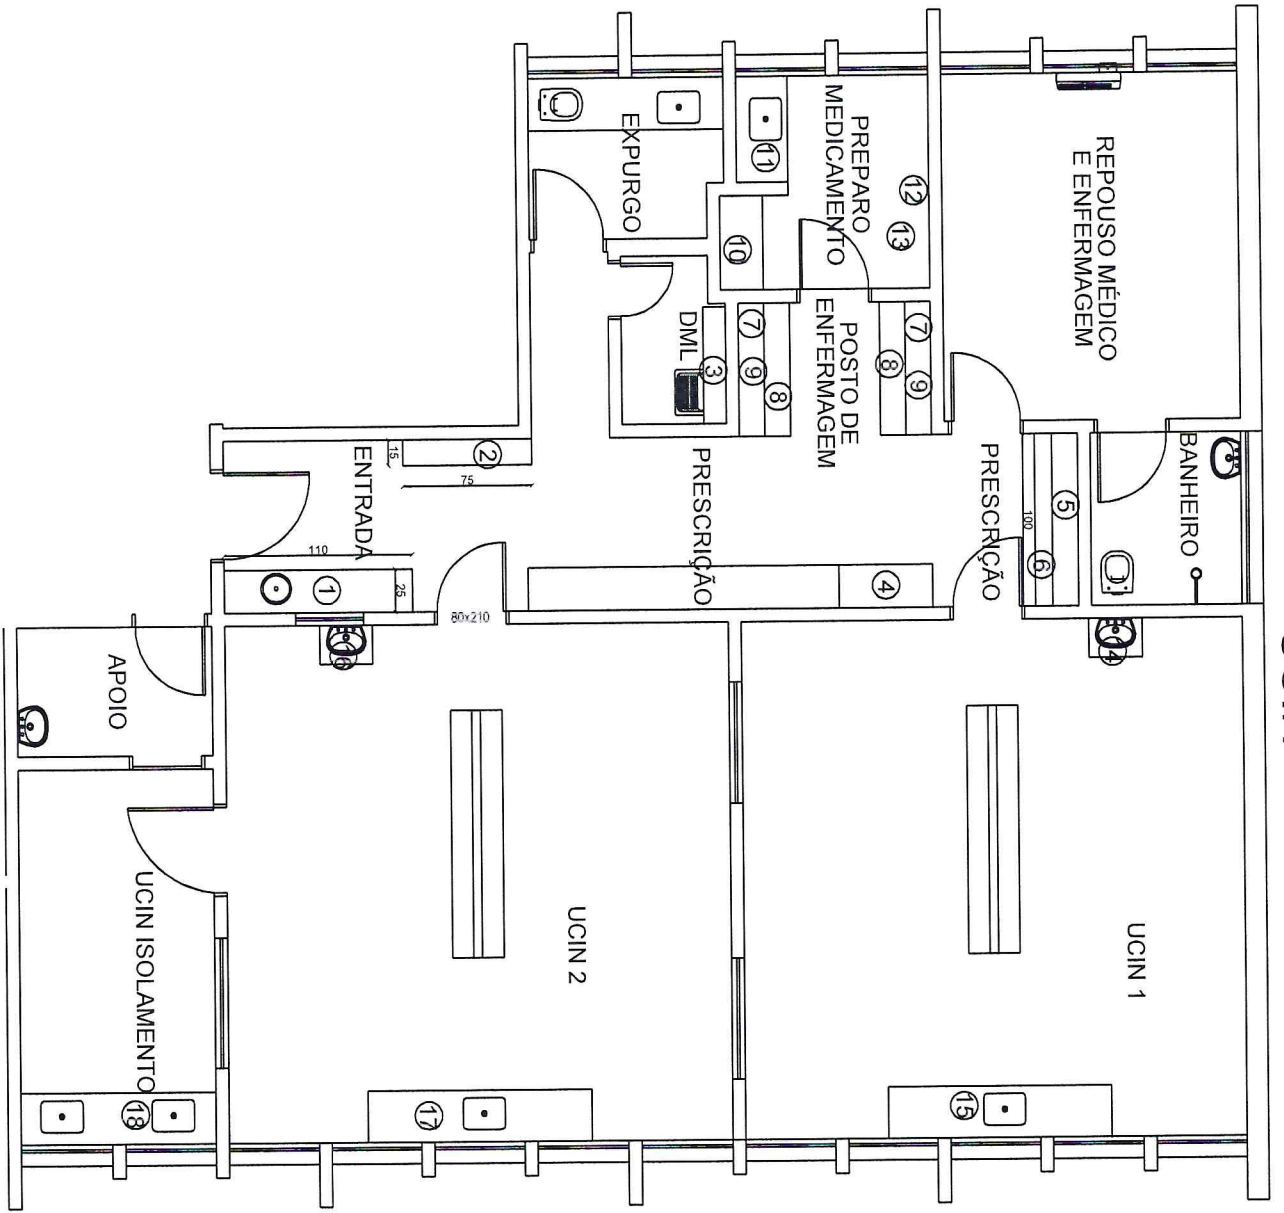 REPOUSO MÉDICO
E ENFERMAGEM
BANHEIRO
PREPARO
MEDICAMENTO
12
13
11
10
EXPURGO
DML
3
7
9
8
POSTO DE
ENFERMAGEM
7
8
9
PRESCRIÇÃO
5
6
100
PRESCRIÇÃO
4
ENTRADA
2
15
75
110
1
25
80x210
16
14
APOIO
UCIN ISOLAMENTO
18
UCIN 2
17
UCIN 1
15